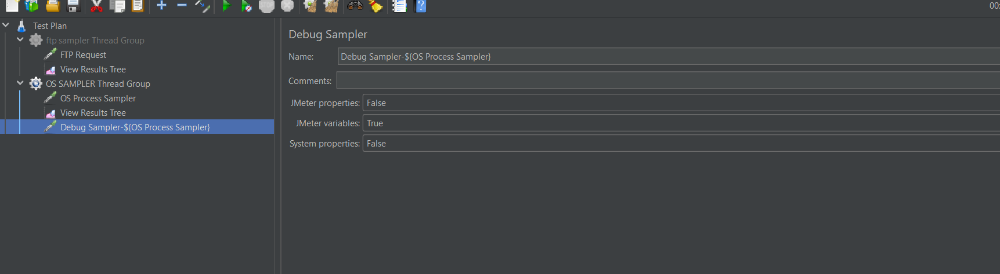 STOP
00:
Test Plan
ftp sampler Thread Group
FTP Request
View Results Tree
OS SAMPLER Thread Group
OS Process Sampler
View Results Tree
Debug Sampler-${OS Process Sampler}
Debug Sampler
Name: Debug Sampler-${OS Process Sampler}
Comments:
JMeter properties: False
JMeter variables: True
System properties: False